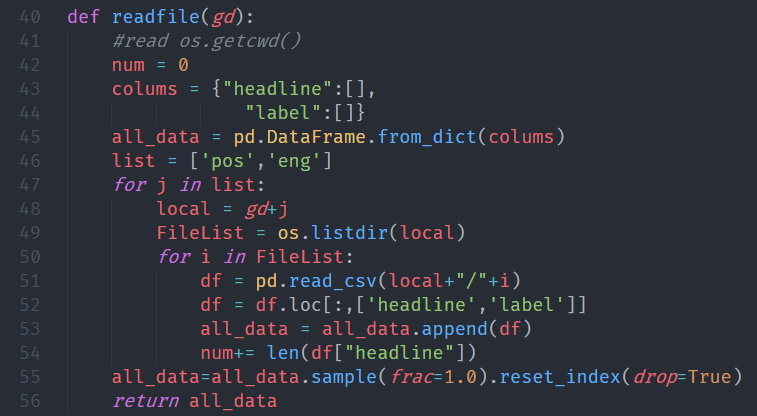 40 def readfile(gd):
41     #read os.getcwd()
42     num = 0
43     colums = {"headline":[],
44                 "label":[]}
45     all_data = pd.DataFrame.from_dict(colums)
46     list = ['pos','eng']
47     for j in list:
48         local = gd+j
49         FileList = os.listdir(local)
50         for i in FileList:
51             df = pd.read_csv(local+"/"+i)
52             df = df.loc[:,['headline','label']]
53             all_data = all_data.append(df)
54             num+= len(df["headline"])
55     all_data=all_data.sample(frac=1.0).reset_index(drop=True)
56     return all_data